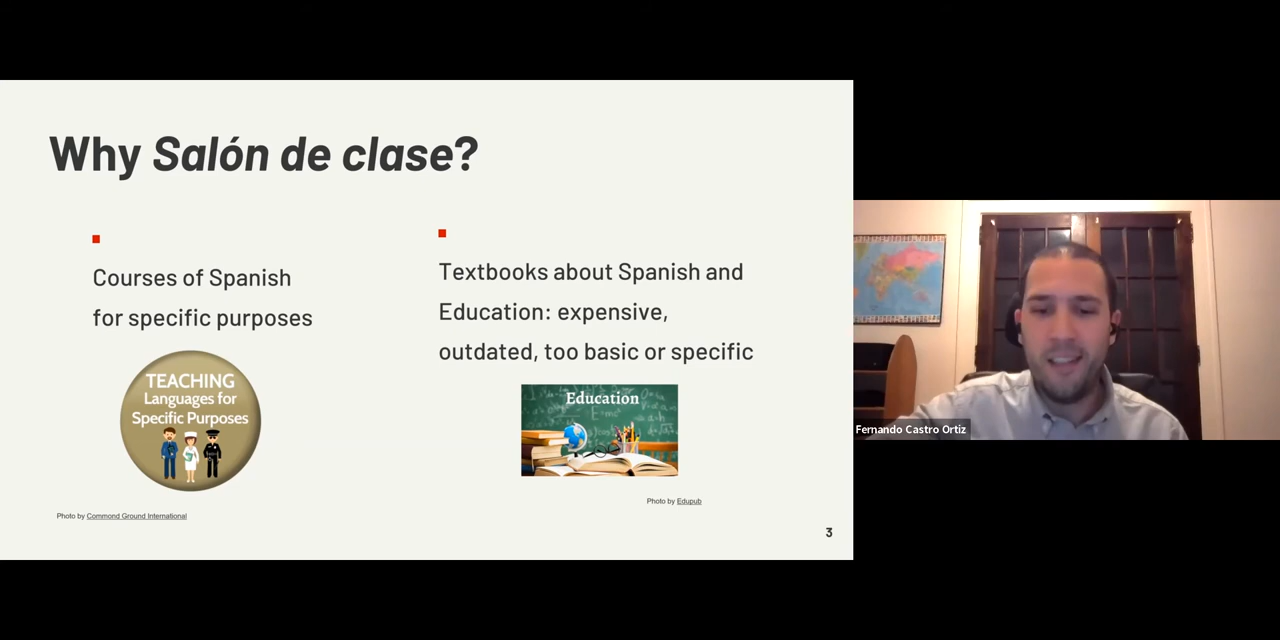 Why Salón de clase?
Courses of Spanish
for specific purposes
TEACHING
Languages for
Specific Purposes
Photo by Commond Ground International
Textbooks about Spanish and
Education: expensive,
outdated, too basic or specific
Education
Photo by Edupub
3
Fernando Castro Ortiz